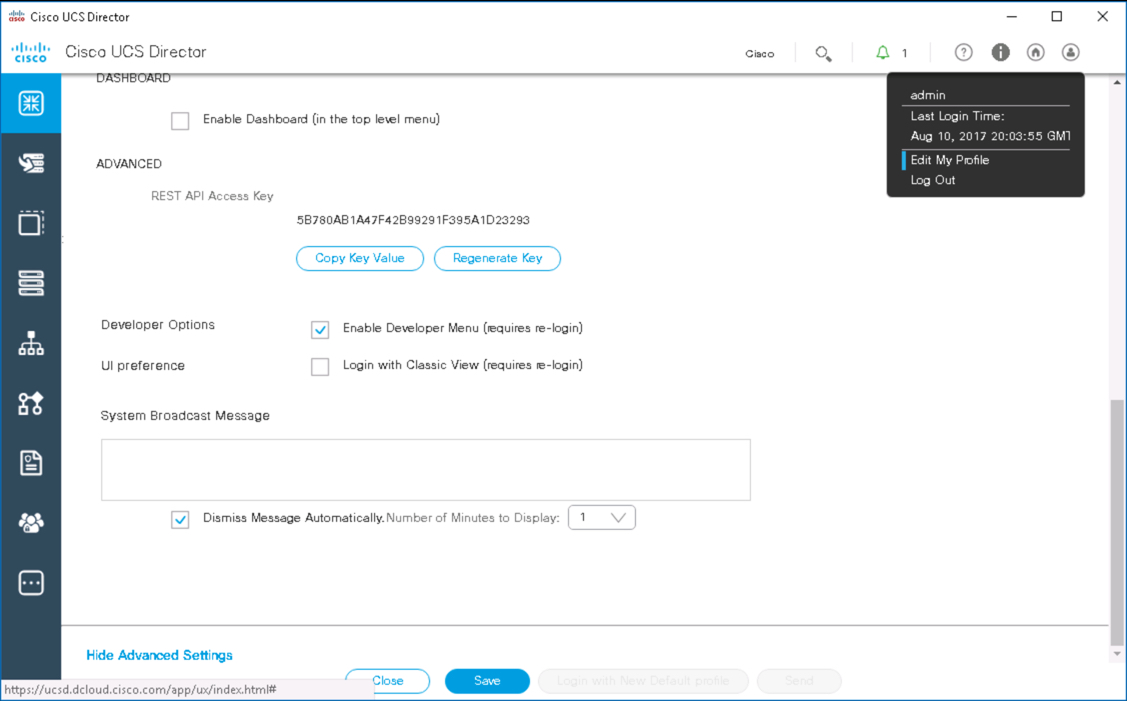 Cisco UCS Director
cisco Cisca UCS Director Gisco 1
DASHBOARD
admin
Last Login Time:
Aug 10, 2017 20:03:55 GMT
Edit My Profile
Log Out
Enable Dashboard (in the top level menu)
ADVANCED
REST API Access Key
5B780AB1A47F42B99291F395A1D23293
Copy Key Value Regenerate Key
Developer Options Enable Developer Menu (requires re-login)
UI preference Login with Classic View (requires re-login)
System Broadcast Message
Dismiss Message Automatically. Number of Minutes to Display: 1
Hide Advanced Settings
Close Save Login with New Default profile Send
https://ucsd.dcloud.cisco.com/app/ux/index.html#